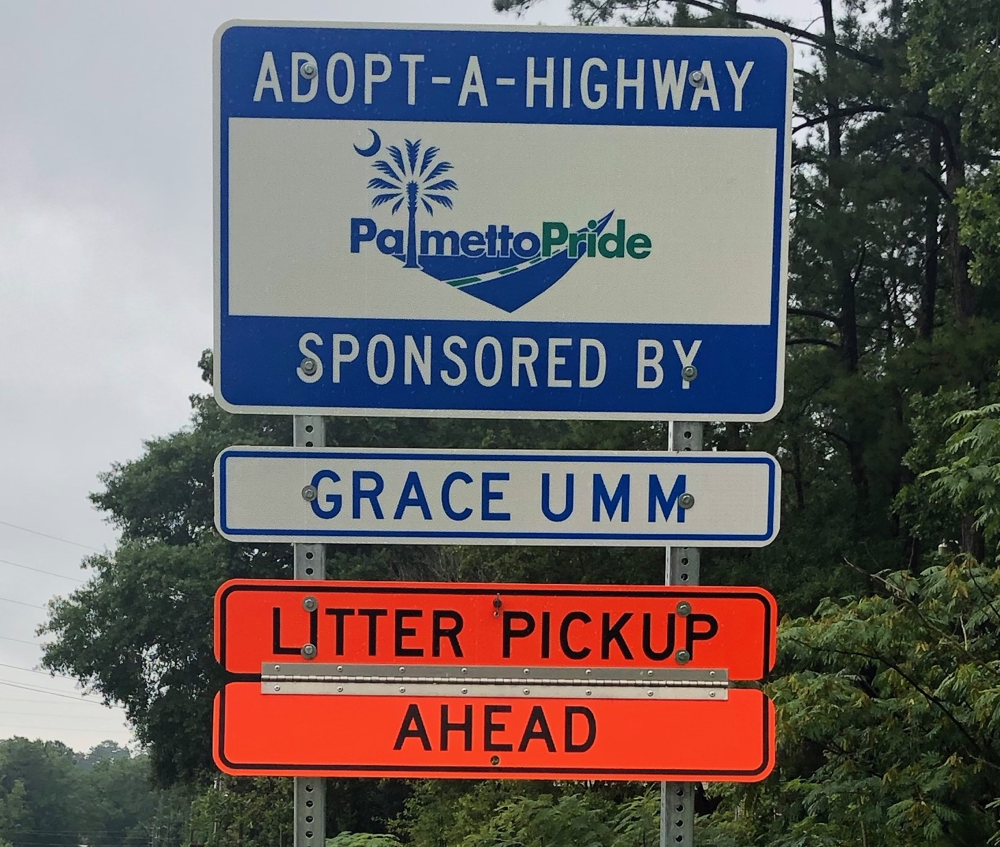 ADOPT-A-HIGHWAY
PalmettoPride
SPONSORED BY
GRACE UMM
LITTER PICKUP
AHEAD